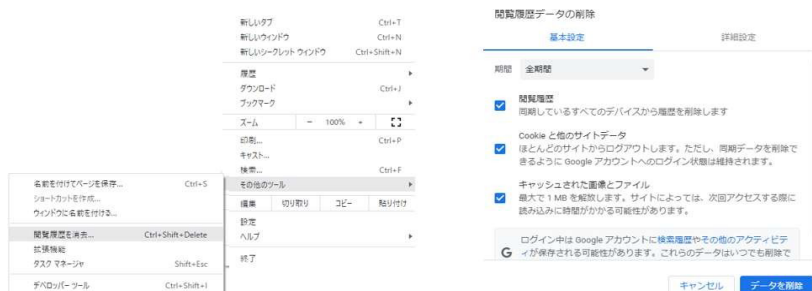 新しいタブ Ctrl+T
新しいウィンドウ Ctrl+N
新しいシークレット ウィンドウ Ctrl+Shift+N
履歴
ダウンロード Ctrl+J
ブックマーク
ズーム - 100% +
印刷... Ctrl+P
キャスト...
検索... Ctrl+F
その他のツール
編集 切り取り コピー 貼り付け
設定
ヘルプ
終了
名前を付けてページを保存... Ctrl+S
ショートカットを作成...
ウィンドウに名前を付ける...
閲覧履歴を消去... Ctrl+Shift+Delete
拡張機能
タスク マネージャ Shift+Esc
デベロッパー ツール Ctrl+Shift+I
閲覧履歴データの削除
基本設定 詳細設定
期間 全期間
閲覧履歴
同期しているすべてのデバイスから履歴を削除します
Cookie と他のサイトデータ
ほとんどのサイトからログアウトします。ただし、同期データを削除で
きるように Google アカウントへのログイン状態は維持されます。
キャッシュされた画像とファイル
最大で 1 MB を解放します。サイトによっては、次回アクセスする際に
読み込みに時間がかかる可能性があります。
G ログイン中は Google アカウントに検索履歴やその他のアクティビテ
ィが保存される可能性があります。これらのデータはいつでも削除で
キャンセル データを削除